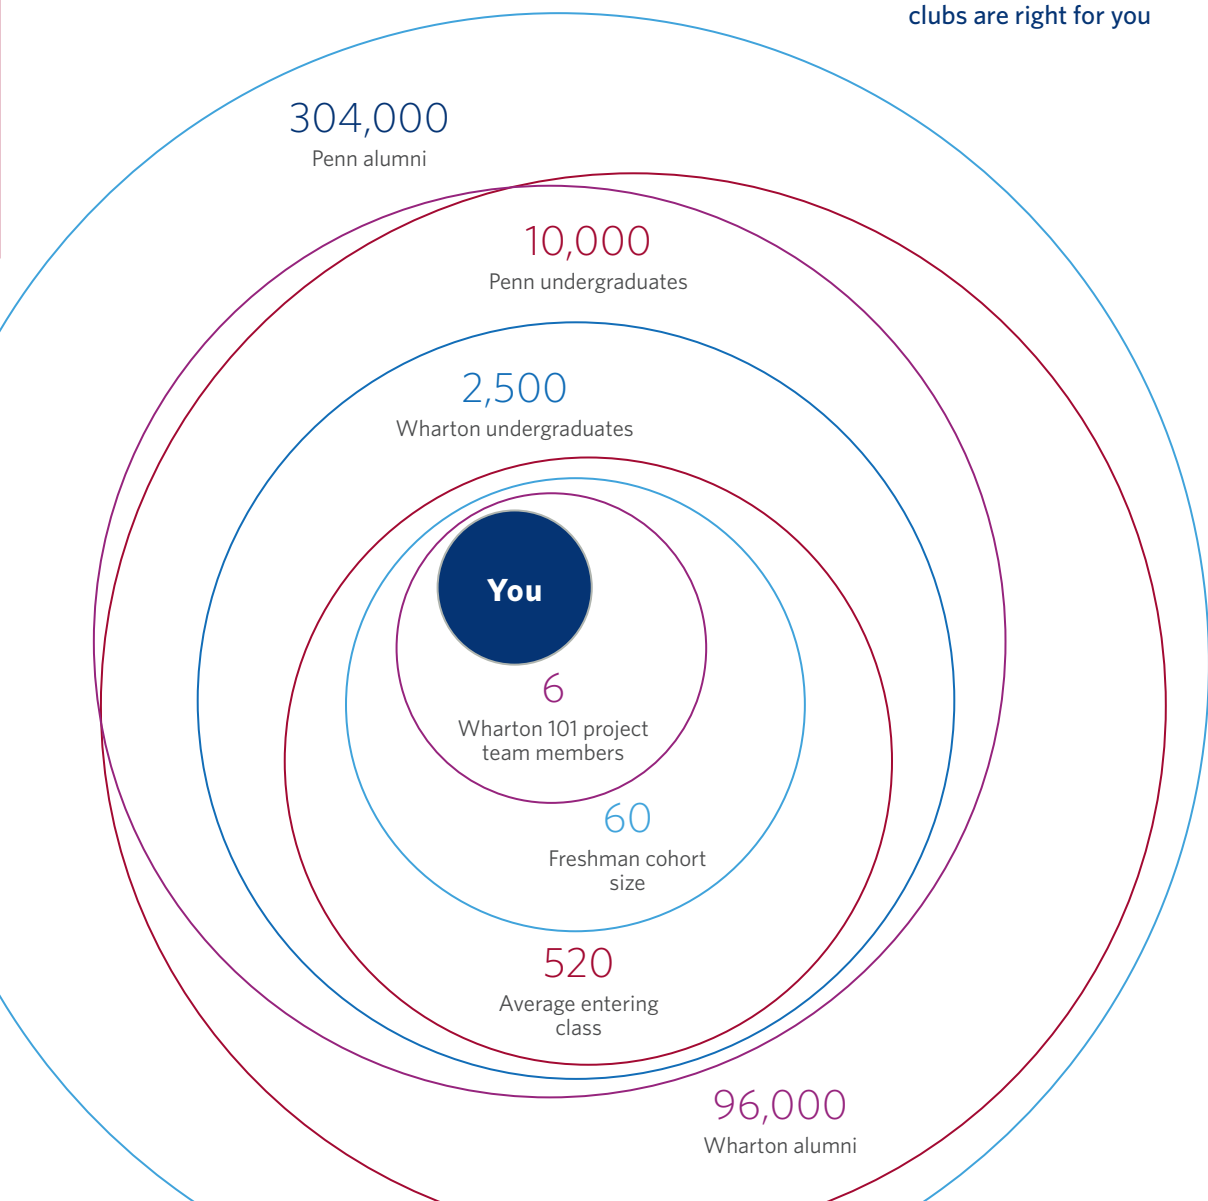 clubs are right for you
304,000
Penn alumni
10,000
Penn undergraduates
2,500
Wharton undergraduates
You
6
Wharton 101 project
team members
60
Freshman cohort
size
520
Average entering
class
96,000
Wharton alumni